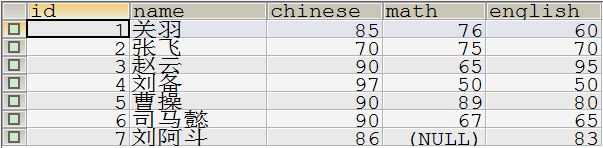 id name chinese math english
1 关羽 85 76 60
2 张飞 70 75 70
3 赵云 90 65 95
4 刘备 97 50 50
5 曹操 90 89 80
6 司马懿 90 67 65
7 刘阿斗 86 (NULL) 83